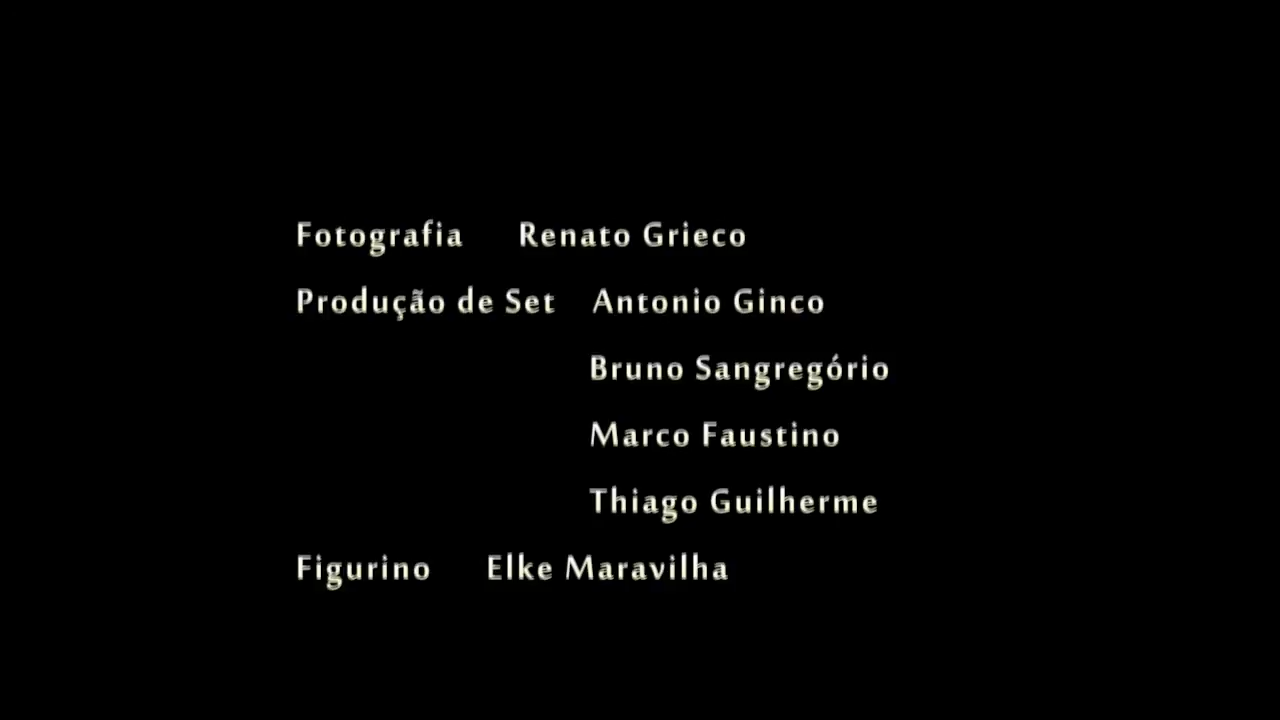 Fotografia Renato Grieco
Produção de Set Antonio Ginco
Bruno Sangregório
Marco Faustino
Thiago Guilherme
Figurino Elke Maravilha